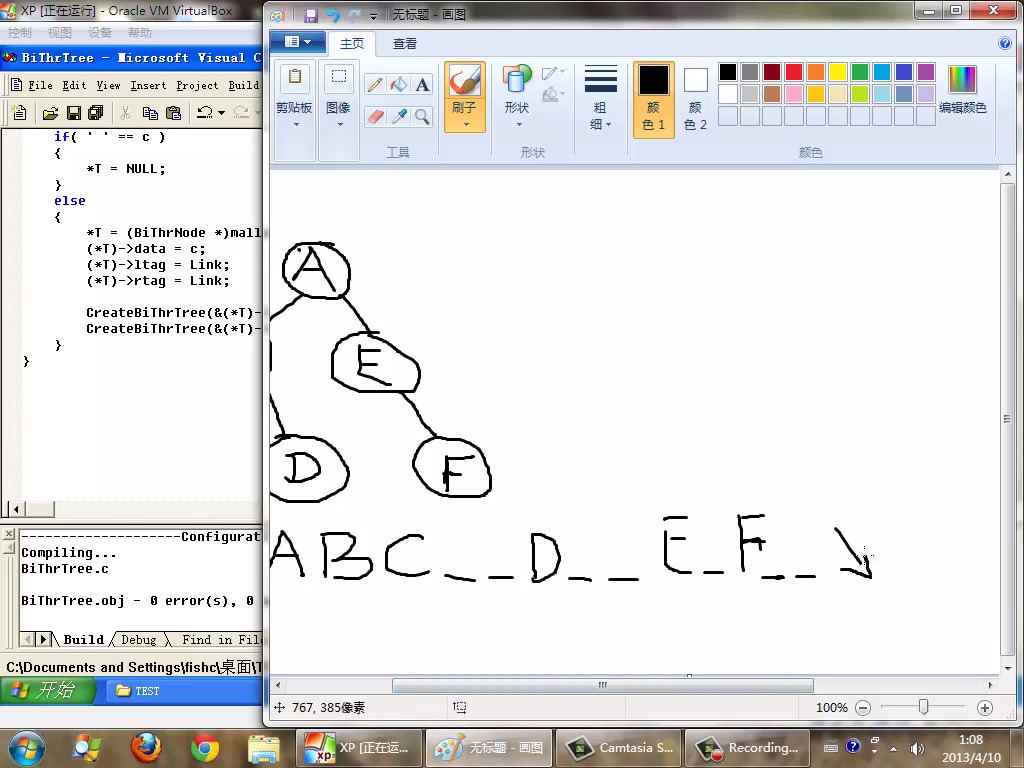 XP [正在运行] - Oracle VM VirtualBox
控制 视图 设备 帮助
BiThrTree - Microsoft Visual C
File Edit View Insert Project Build
if( ' ' == c )
{
*T = NULL;
}
else
{
*T = (BiThrNode *)mall
(*T)->data = c;
(*T)->ltag = Link;
(*T)->rtag = Link;
CreateBiThrTree(&(*T)-
CreateBiThrTree(&(*T)-
}
}
--------------------Configurat
Compiling...
BiThrTree.c
BiThrTree.obj - 0 error(s), 0
Build Debug Find in Fil
C:\Documents and Settings\fishc\桌面\T
开始 TEST
无标题 - 画图
主页 查看
剪贴板
图像
A
工具
刷子
形状
形状
粗
细
颜
色 1
颜
色 2
编辑颜色
颜色
A
E
D F
ABC _ _ D _ _ E _ F _ _
767, 385像素 100%
XP [正在运... 无标题 - 画图 Camtasia S... Recording... 1:08
2013/4/10